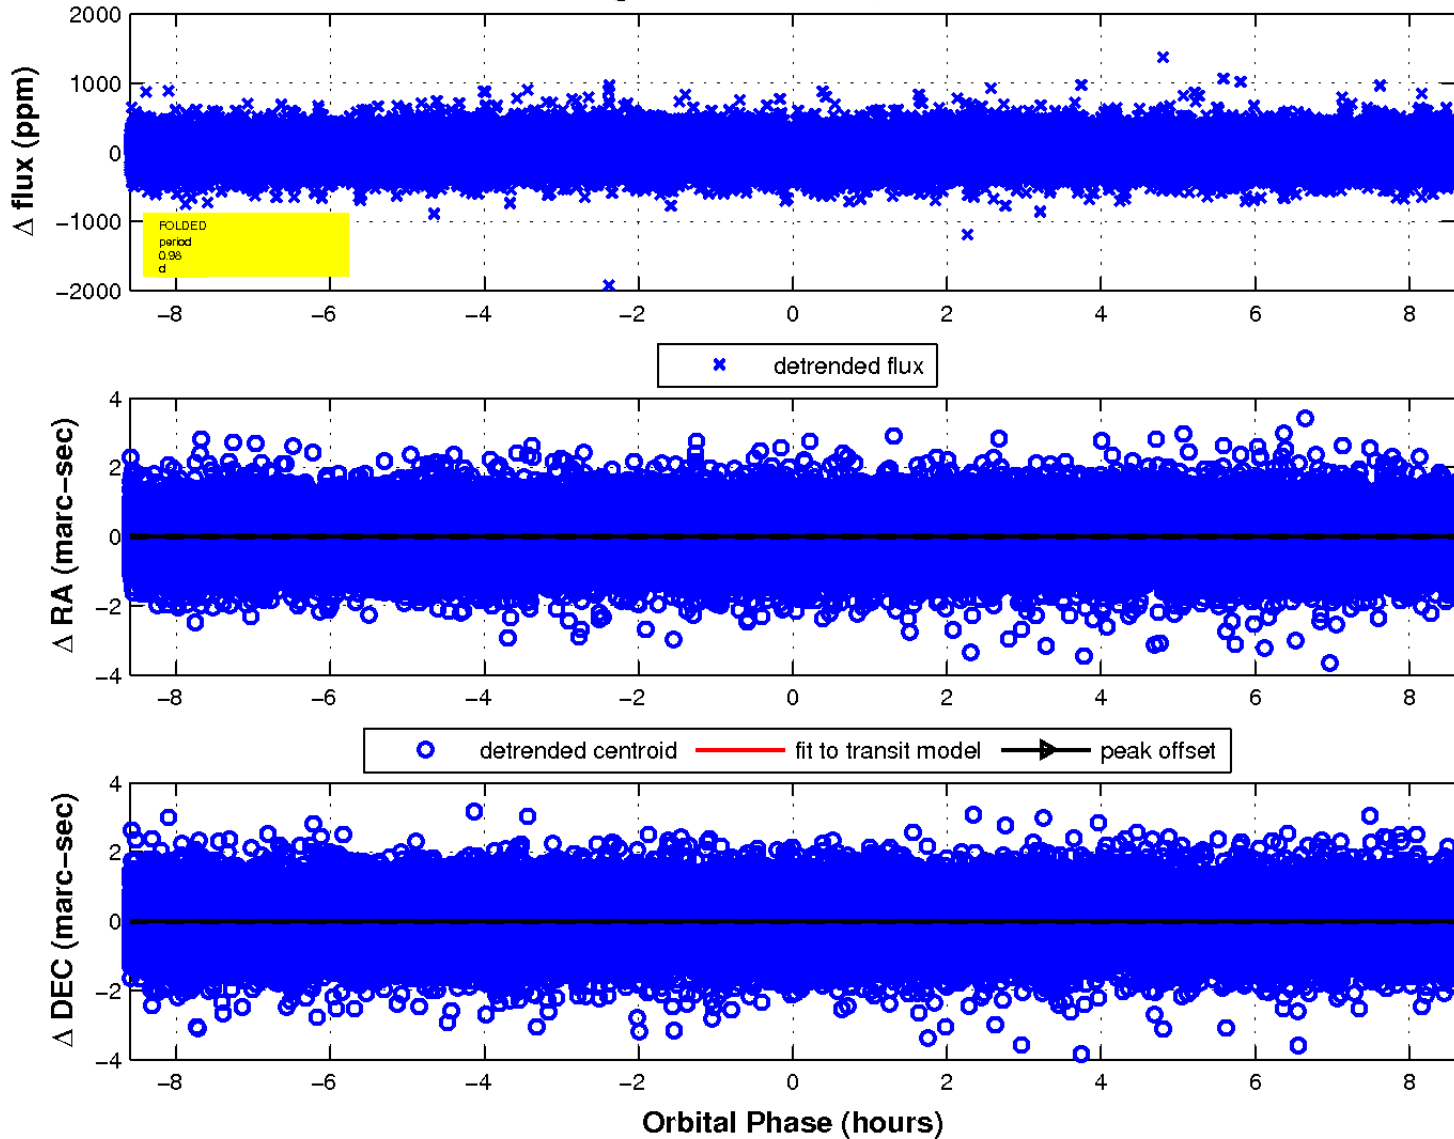 2000
1000
0
−1000
−2000
Δ flux (ppm)
FOLDED
period
0.98
d
−8 −6 −4 −2 0 2 4 6 8
detrended flux
4
2
0
−2
−4
Δ RA (marc−sec)
−8 −6 −4 −2 0 2 4 6 8
detrended centroid fit to transit model peak offset
4
2
0
−2
−4
Δ DEC (marc−sec)
−8 −6 −4 −2 0 2 4 6 8
Orbital Phase (hours)